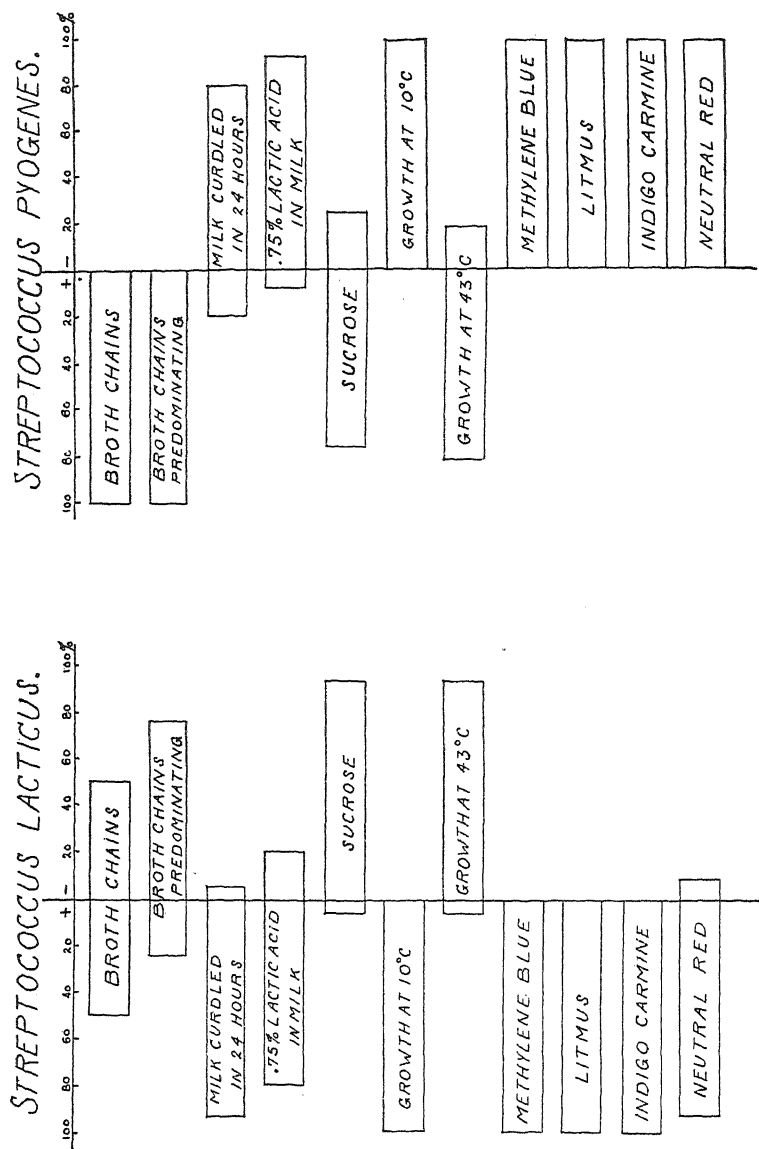 STREPTOCOCCUS LACTICUS.
100 80 60 40 20 + − 20 40 60 80 100%
BROTH CHAINS
BROTH CHAINS
PREDOMINATING
MILK CURDLED
IN 24 HOURS
.75% LACTIC ACID
IN MILK
SUCROSE
GROWTH AT 10°C
GROWTH AT 43°C
METHYLENE BLUE
LITMUS
INDIGO CARMINE
NEUTRAL RED
STREPTOCOCCUS PYOGENES.
100 80 60 40 20 + − 20 40 60 80 100%
BROTH CHAINS
BROTH CHAINS
PREDOMINATING
MILK CURDLED
IN 24 HOURS
.75% LACTIC ACID
IN MILK
SUCROSE
GROWTH AT 10°C
GROWTH AT 43°C
METHYLENE BLUE
LITMUS
INDIGO CARMINE
NEUTRAL RED